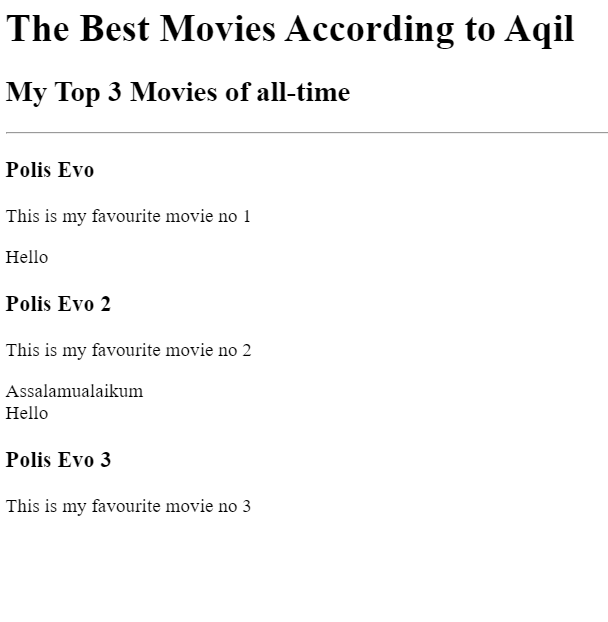 The Best Movies According to Aqil
My Top 3 Movies of all-time
Polis Evo
This is my favourite movie no 1
Hello
Polis Evo 2
This is my favourite movie no 2
Assalamualaikum
Hello
Polis Evo 3
This is my favourite movie no 3